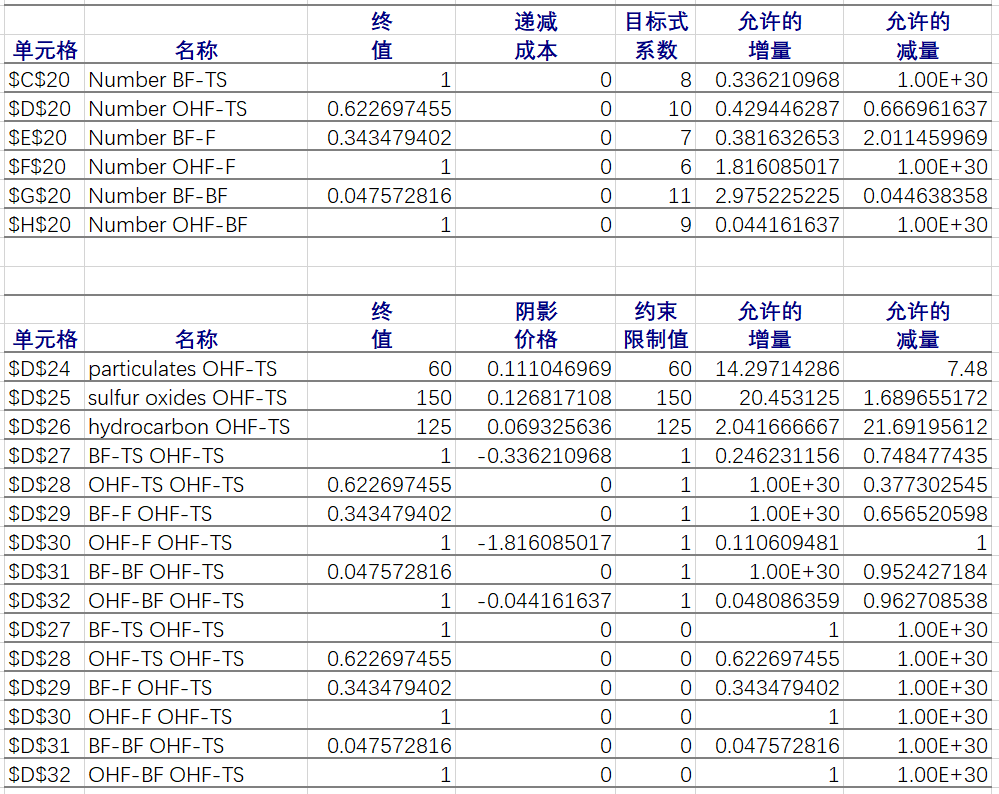 终 递减 目标式 允许的 允许的
单元格 名称 值 成本 系数 增量 减量
$C$20 Number BF-TS 1 0 8 0.336210968 1.00E+30
$D$20 Number OHF-TS 0.622697455 0 10 0.429446287 0.666961637
$E$20 Number BF-F 0.343479402 0 7 0.381632653 2.011459969
$F$20 Number OHF-F 1 0 6 1.816085017 1.00E+30
$G$20 Number BF-BF 0.047572816 0 11 2.975225225 0.044638358
$H$20 Number OHF-BF 1 0 9 0.044161637 1.00E+30
终 阴影 约束 允许的 允许的
单元格 名称 值 价格 限制值 增量 减量
$D$24 particulates OHF-TS 60 0.111046969 60 14.29714286 7.48
$D$25 sulfur oxides OHF-TS 150 0.126817108 150 20.453125 1.689655172
$D$26 hydrocarbon OHF-TS 125 0.069325636 125 2.041666667 21.69195612
$D$27 BF-TS OHF-TS 1 -0.336210968 1 0.246231156 0.748477435
$D$28 OHF-TS OHF-TS 0.622697455 0 1 1.00E+30 0.377302545
$D$29 BF-F OHF-TS 0.343479402 0 1 1.00E+30 0.656520598
$D$30 OHF-F OHF-TS 1 -1.816085017 1 0.110609481 1
$D$31 BF-BF OHF-TS 0.047572816 0 1 1.00E+30 0.952427184
$D$32 OHF-BF OHF-TS 1 -0.044161637 1 0.048086359 0.962708538
$D$27 BF-TS OHF-TS 1 0 0 1 1.00E+30
$D$28 OHF-TS OHF-TS 0.622697455 0 0 0.622697455 1.00E+30
$D$29 BF-F OHF-TS 0.343479402 0 0 0.343479402 1.00E+30
$D$30 OHF-F OHF-TS 1 0 0 1 1.00E+30
$D$31 BF-BF OHF-TS 0.047572816 0 0 0.047572816 1.00E+30
$D$32 OHF-BF OHF-TS 1 0 0 1 1.00E+30